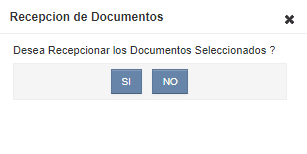 Recepcion de Documentos
Desea Recepcionar los Documentos Seleccionados ?
SI NO